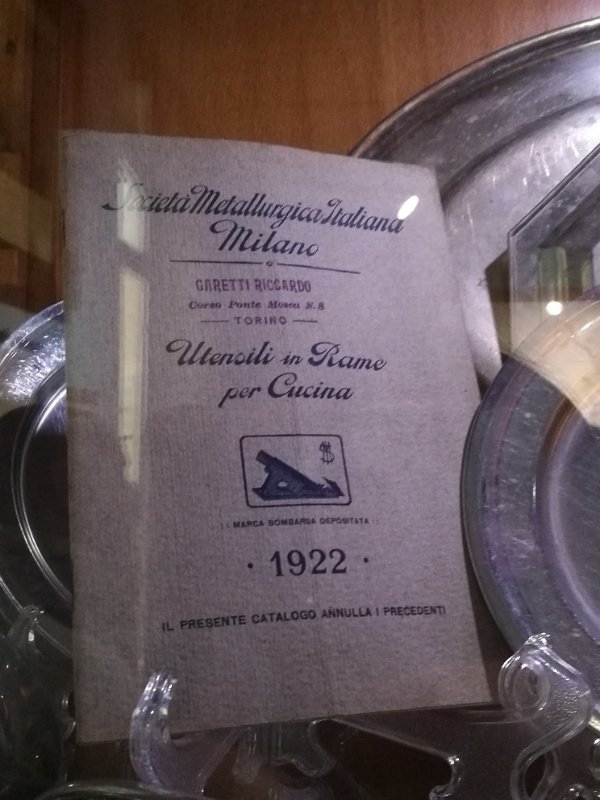 Società Metallurgica Italiana
Milano
GARETTI RICCARDO
Corso Ponte Mosca N. 8
— TORINO —
Utensili in Rame
per Cucina
:: MARCA BOMBARDA DEPOSITATA ::
· 1922 ·
IL PRESENTE CATALOGO ANNULLA I PRECEDENTI